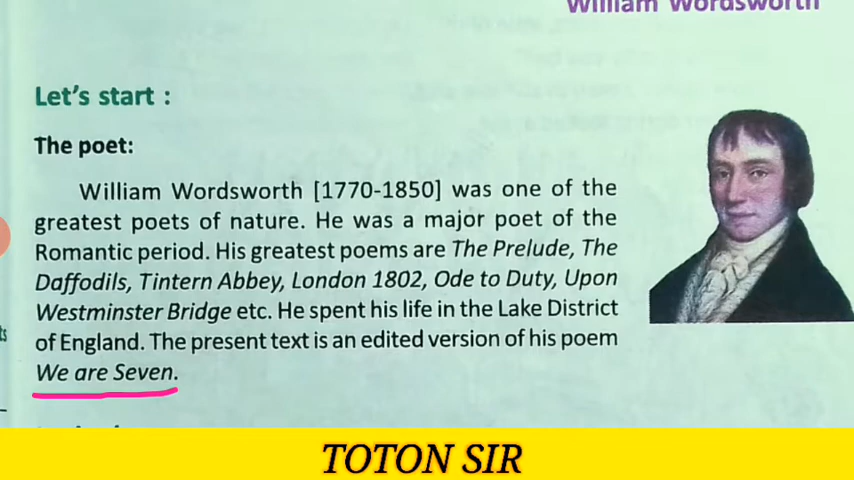 William Wordsworth
Let's start :
The poet:
William Wordsworth [1770-1850] was one of the
greatest poets of nature. He was a major poet of the
Romantic period. His greatest poems are The Prelude, The
Daffodils, Tintern Abbey, London 1802, Ode to Duty, Upon
Westminster Bridge etc. He spent his life in the Lake District
of England. The present text is an edited version of his poem
We are Seven.
TOTON SIR